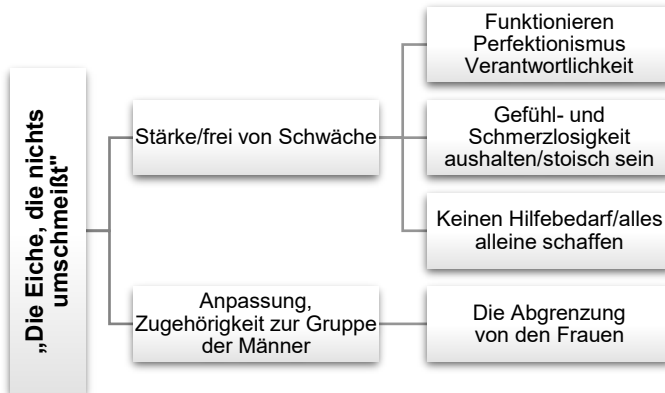 „Die Eiche, die nichts
umschmeißt"
Stärke/frei von Schwäche
Funktionieren
Perfektionismus
Verantwortlichkeit
Gefühl- und
Schmerzlosigkeit
aushalten/stoisch sein
Keinen Hilfebedarf/alles
alleine schaffen
Anpassung,
Zugehörigkeit zur Gruppe
der Männer
Die Abgrenzung
von den Frauen